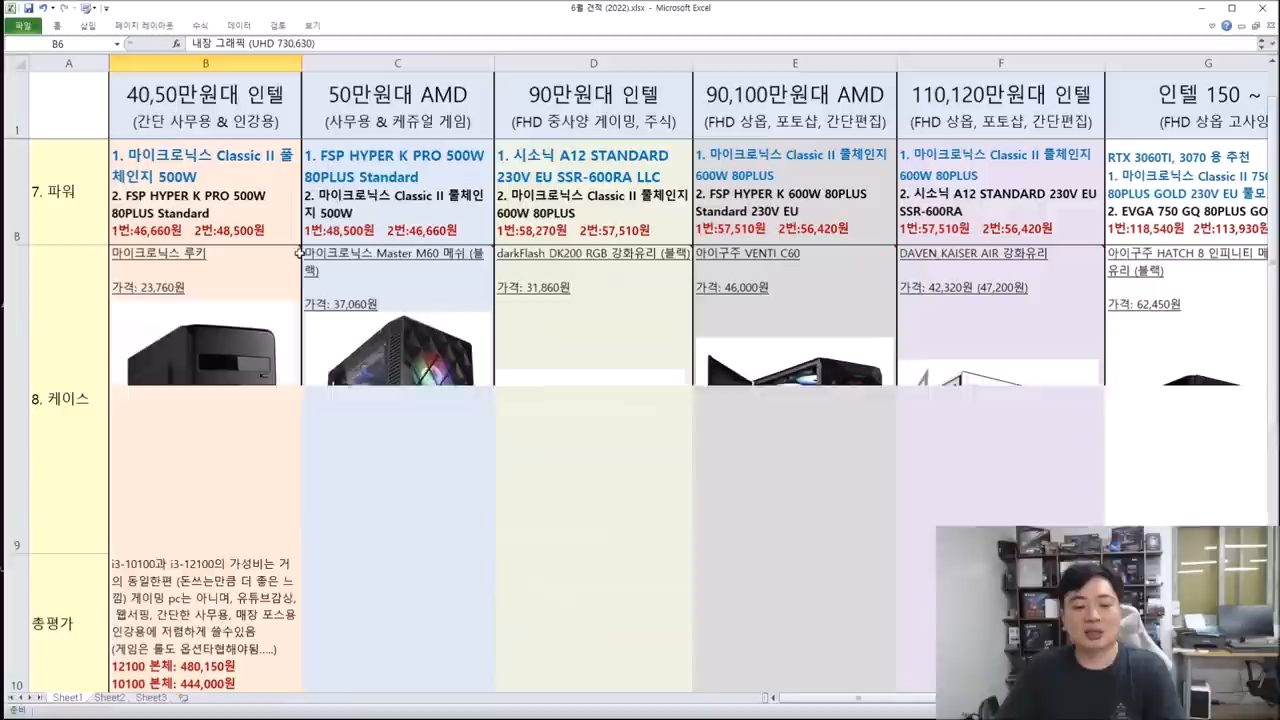 6월 견적 (2022).xlsx - Microsoft Excel
파일 홈 삽입 페이지 레이아웃 수식 데이터 검토 보기
B6 fx 내장 그래픽 (UHD 730,630)
A B C D E F G
1
40,50만원대 인텔
(간단 사무용 & 인강용)
50만원대 AMD
(사무용 & 케쥬얼 게임)
90만원대 인텔
(FHD 중사양 게이밍, 주식)
90,100만원대 AMD
(FHD 상옵, 포토샵, 간단편집)
110,120만원대 인텔
(FHD 상옵, 포토샵, 간단편집)
인텔 150 ~
(FHD 상옵 고사양
7. 파워
8
1. 마이크로닉스 Classic II 풀
체인지 500W
2. FSP HYPER K PRO 500W
80PLUS Standard
1번:46,660원 2번:48,500원
1. FSP HYPER K PRO 500W
80PLUS Standard
2. 마이크로닉스 Classic II 풀체인
지 500W
1번:48,500원 2번:46,660원
1. 시소닉 A12 STANDARD
230V EU SSR-600RA LLC
2. 마이크로닉스 Classic II 풀체인지
600W 80PLUS
1번:58,270원 2번:57,510원
1. 마이크로닉스 Classic II 풀체인지
600W 80PLUS
2. FSP HYPER K 600W 80PLUS
Standard 230V EU
1번:57,510원 2번:56,420원
1. 마이크로닉스 Classic II 풀체인지
600W 80PLUS
2. 시소닉 A12 STANDARD 230V EU
SSR-600RA
1번:57,510원 2번:56,420원
RTX 3060TI, 3070 용 추천
1. 마이크로닉스 Classic II 750
80PLUS GOLD 230V EU 풀모
2. EVGA 750 GQ 80PLUS GO
1번:118,540원 2번:113,930원
8. 케이스
9
마이크로닉스 루키
가격: 23,760원
마이크로닉스 Master M60 메쉬 (블
랙)
가격: 37,060원
darkFlash DK200 RGB 강화유리 (블랙)
가격: 31,860원
아이구주 VENTI C60
가격: 46,000원
DAVEN KAISER AIR 강화유리
가격: 42,320원 (47,200원)
아이구주 HATCH 8 인피니티 메
유리 (블랙)
가격: 62,450원
총평가
10
i3-10100과 i3-12100의 가성비는 거
의 동일한편 (돈쓰는만큼 더 좋은 느
낌) 게이밍 pc는 아니며, 유튜브감상,
웹서핑, 간단한 사무용, 매장 포스용
인강용에 저렴하게 쓸수있음
(게임은 롤도 옵션타협해야됨.....)
12100 본체: 480,150원
10100 본체: 444,000원
Sheet1 Sheet2 Sheet3
준비